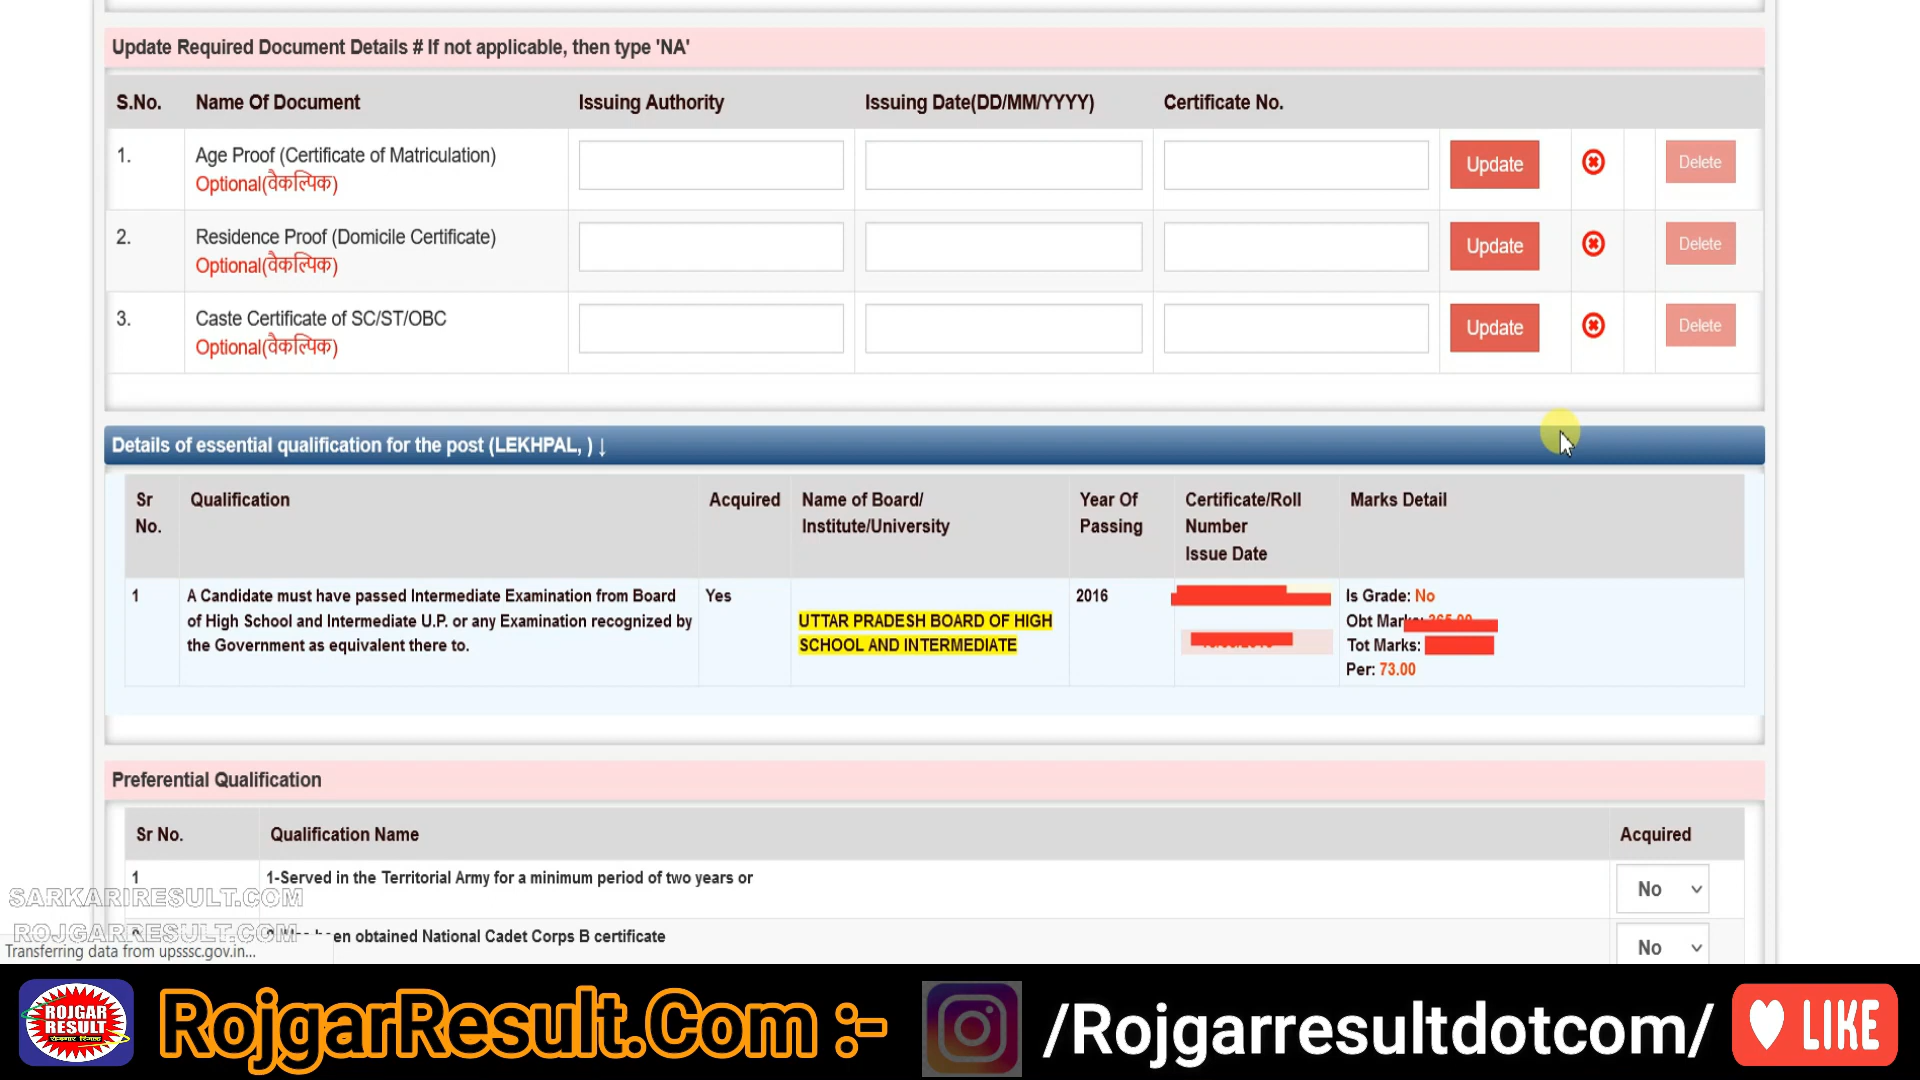 Update Required Document Details # If not applicable, then type 'NA'
S.No. Name Of Document Issuing Authority Issuing Date(DD/MM/YYYY) Certificate No.
1. Age Proof (Certificate of Matriculation) Update Delete
Optional(वैकल्पिक)
2. Residence Proof (Domicile Certificate) Update Delete
Optional(वैकल्पिक)
3. Caste Certificate of SC/ST/OBC Update Delete
Optional(वैकल्पिक)
Details of essential qualification for the post (LEKHPAL, ) ↓
Sr No. Qualification Acquired Name of Board/ Institute/University Year Of Passing Certificate/Roll Number Issue Date Marks Detail
1 A Candidate must have passed Intermediate Examination from Board Yes 2016 Is Grade: No
of High School and Intermediate U.P. or any Examination recognized by UTTAR PRADESH BOARD OF HIGH Obt
the Government as equivalent there to. SCHOOL AND INTERMEDIATE Tot Marks:
Per: 73.00
Preferential Qualification
Sr No. Qualification Name Acquired
1 1-Served in the Territorial Army for a minimum period of two years or No
SARKARIRESULT.COM
ROJGARRESULT.COM
obtained National Cadet Corps B certificate No
Transferring data from upsssc.gov.in...
ROJGAR
RESULT
रोजगार रिजल्ट
RojgarResult.Com :- /Rojgarresultdotcom/ LIKE